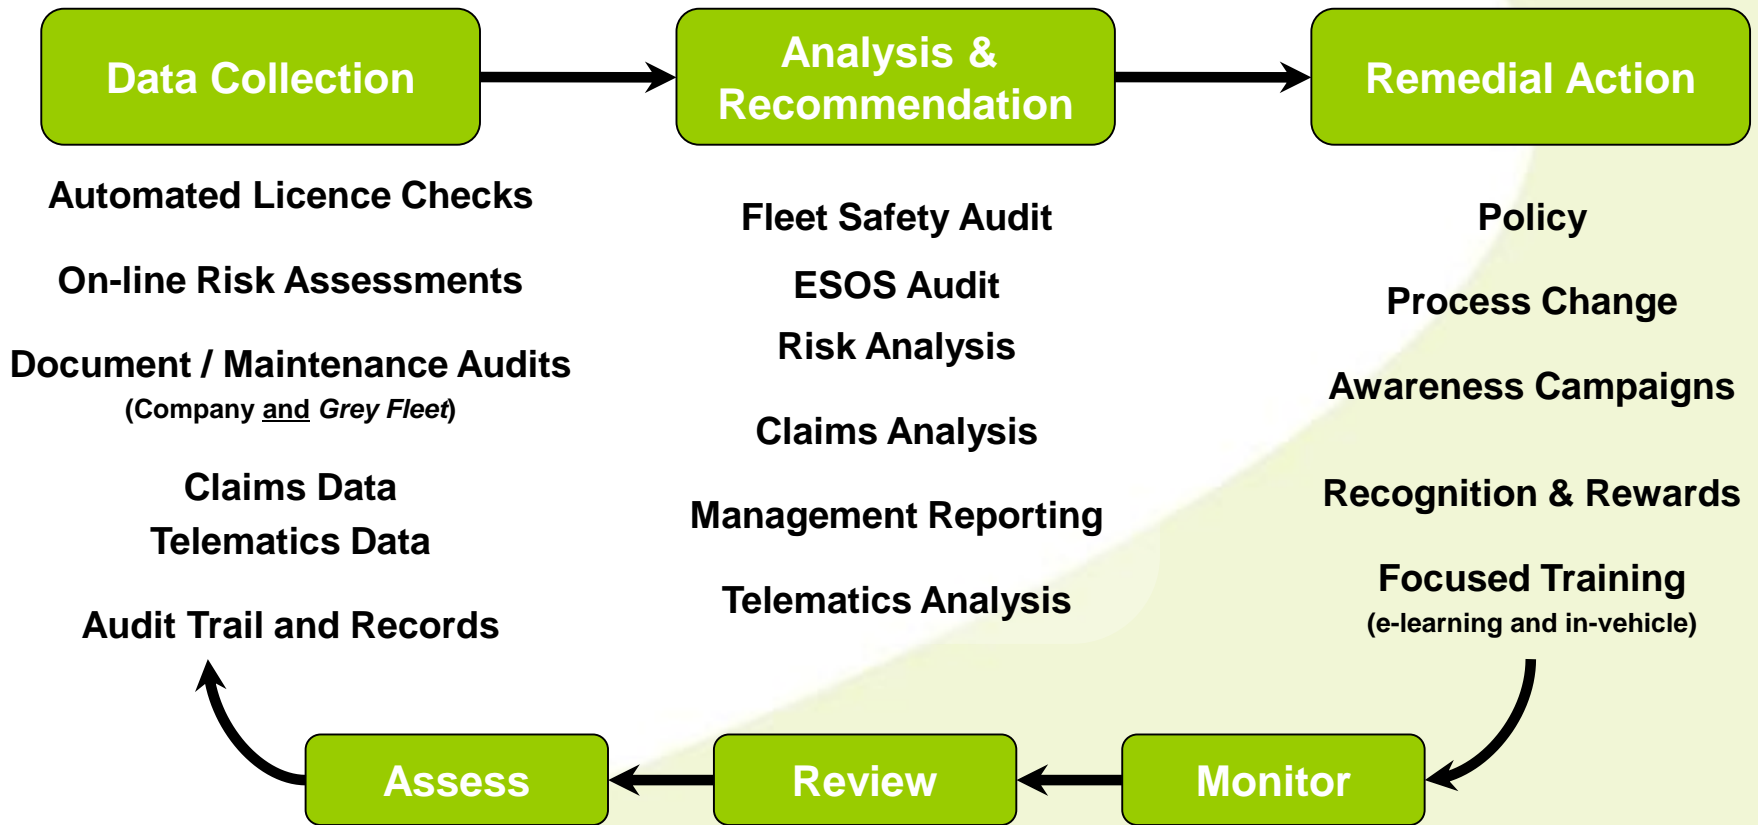 Data Collection
Analysis &
Recommendation
Remedial Action
Automated Licence Checks
On-line Risk Assessments
Document / Maintenance Audits
(Company and Grey Fleet)
Claims Data
Telematics Data
Audit Trail and Records
Fleet Safety Audit
ESOS Audit
Risk Analysis
Claims Analysis
Management Reporting
Telematics Analysis
Policy
Process Change
Awareness Campaigns
Recognition & Rewards
Focused Training
(e-learning and in-vehicle)
Assess
Review
Monitor